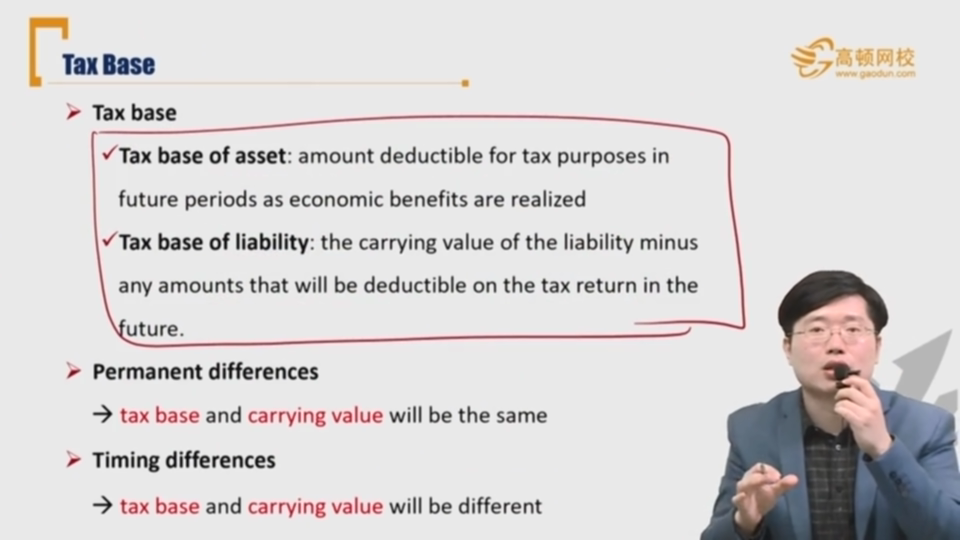 Tax Base
高顿网校
www.gaodun.com
Tax base
Tax base of asset: amount deductible for tax purposes in
future periods as economic benefits are realized
Tax base of liability: the carrying value of the liability minus
any amounts that will be deductible on the tax return in the
future.
Permanent differences
→ tax base and carrying value will be the same
Timing differences
→ tax base and carrying value will be different